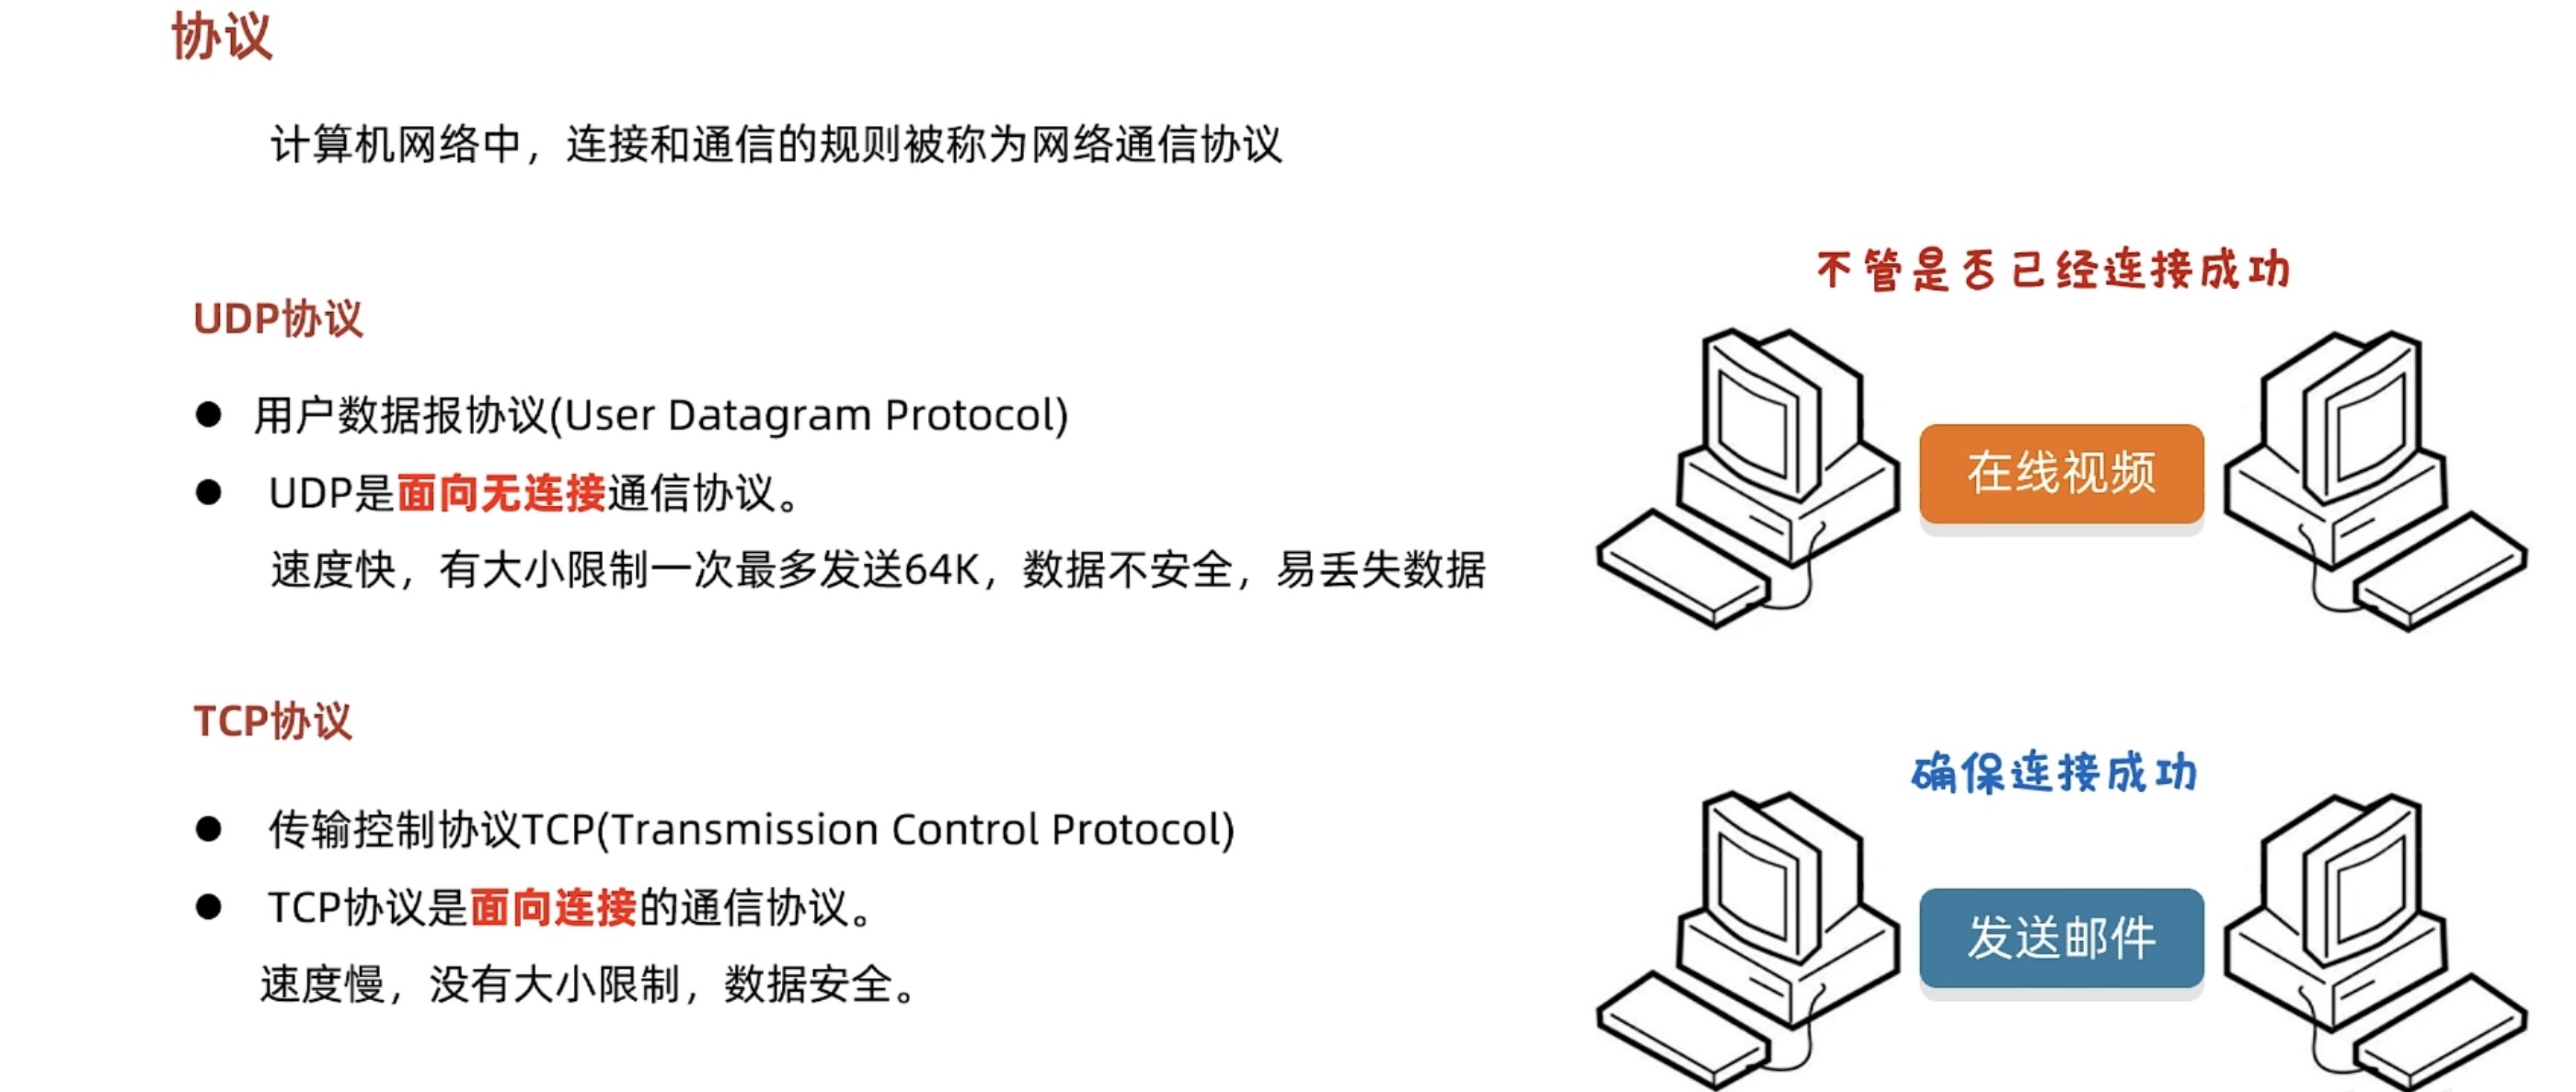 协议
计算机网络中，连接和通信的规则被称为网络通信协议
不管是否已经连接成功
UDP协议
● 用户数据报协议(User Datagram Protocol)
● UDP是面向无连接通信协议。
速度快，有大小限制一次最多发送64K，数据不安全，易丢失数据
在线视频
TCP协议
确保连接成功
● 传输控制协议TCP(Transmission Control Protocol)
● TCP协议是面向连接的通信协议。
速度慢，没有大小限制，数据安全。
发送邮件